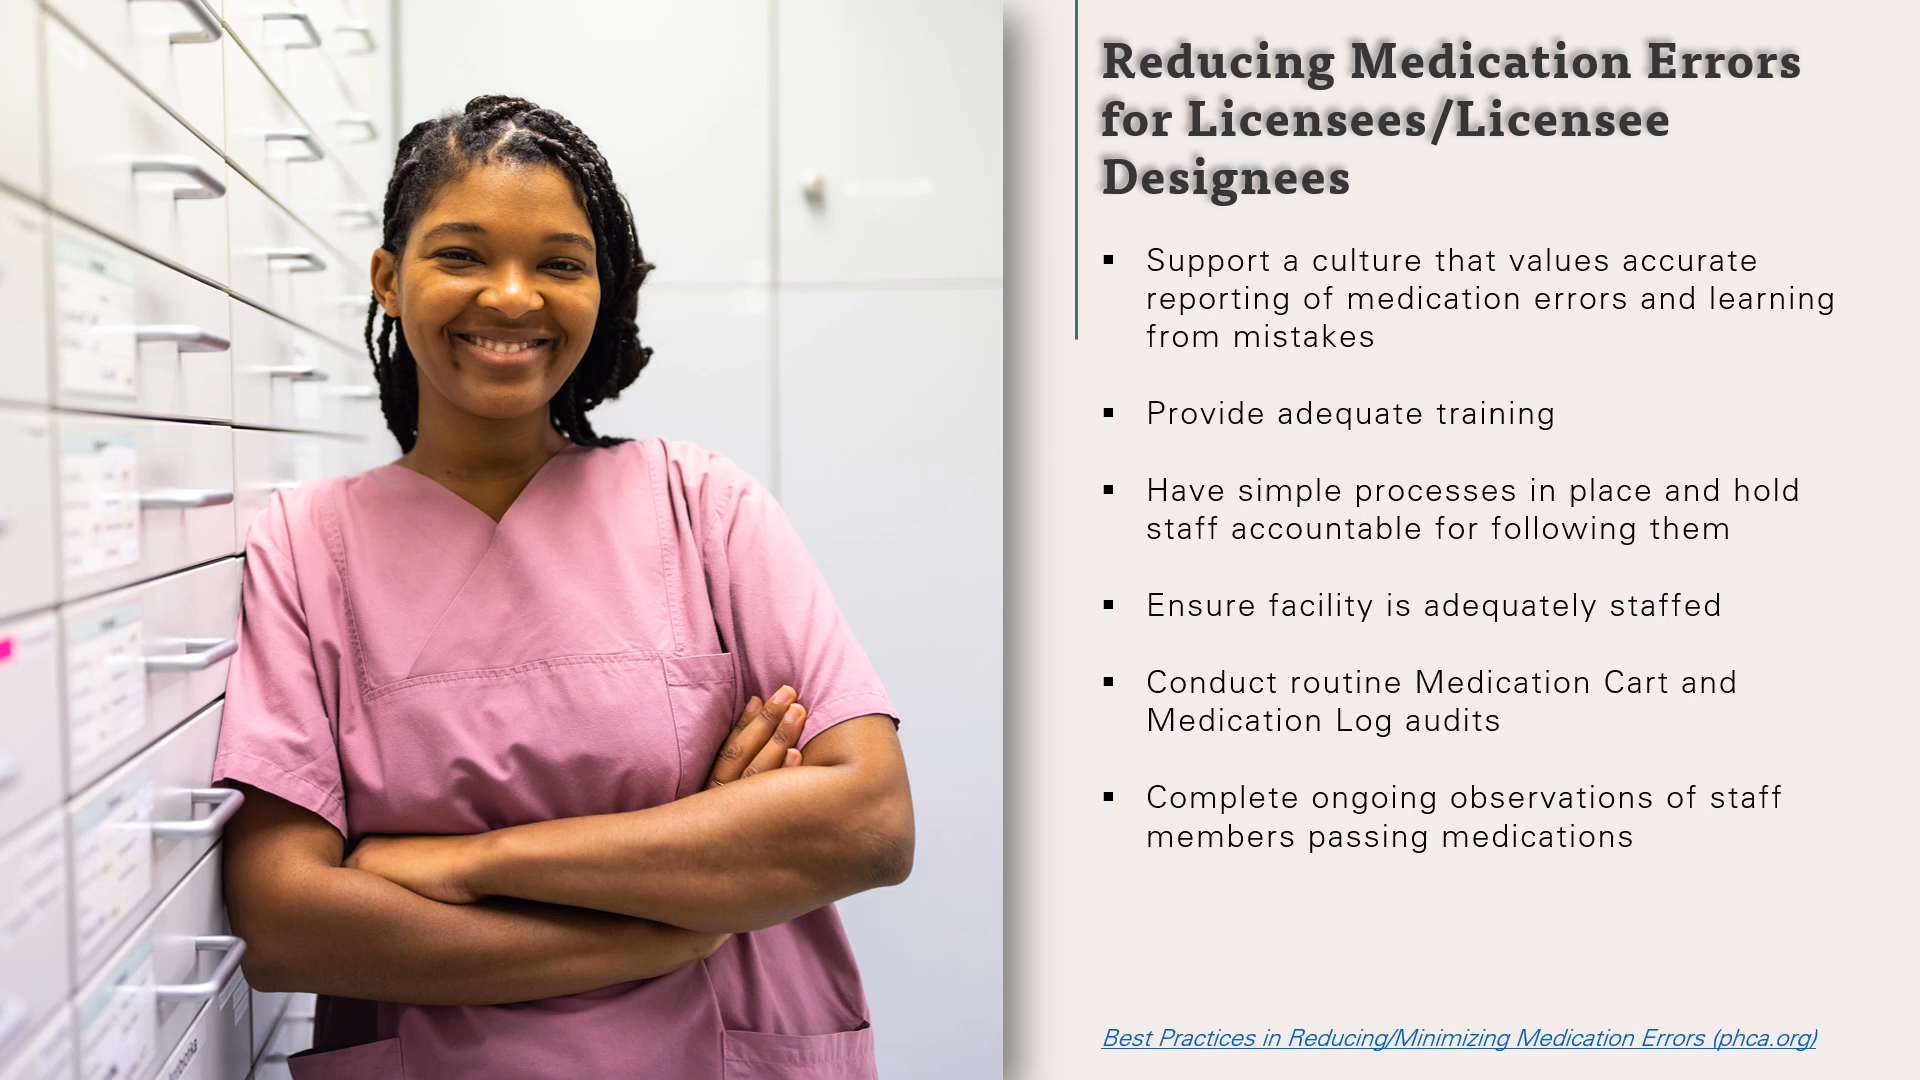 Reducing Medication Errors
for Licensees/Licensee
Designees
▪ Support a culture that values accurate
reporting of medication errors and learning
from mistakes
▪ Provide adequate training
▪ Have simple processes in place and hold
staff accountable for following them
▪ Ensure facility is adequately staffed
▪ Conduct routine Medication Cart and
Medication Log audits
▪ Complete ongoing observations of staff
members passing medications
Best Practices in Reducing/Minimizing Medication Errors (phca.org)